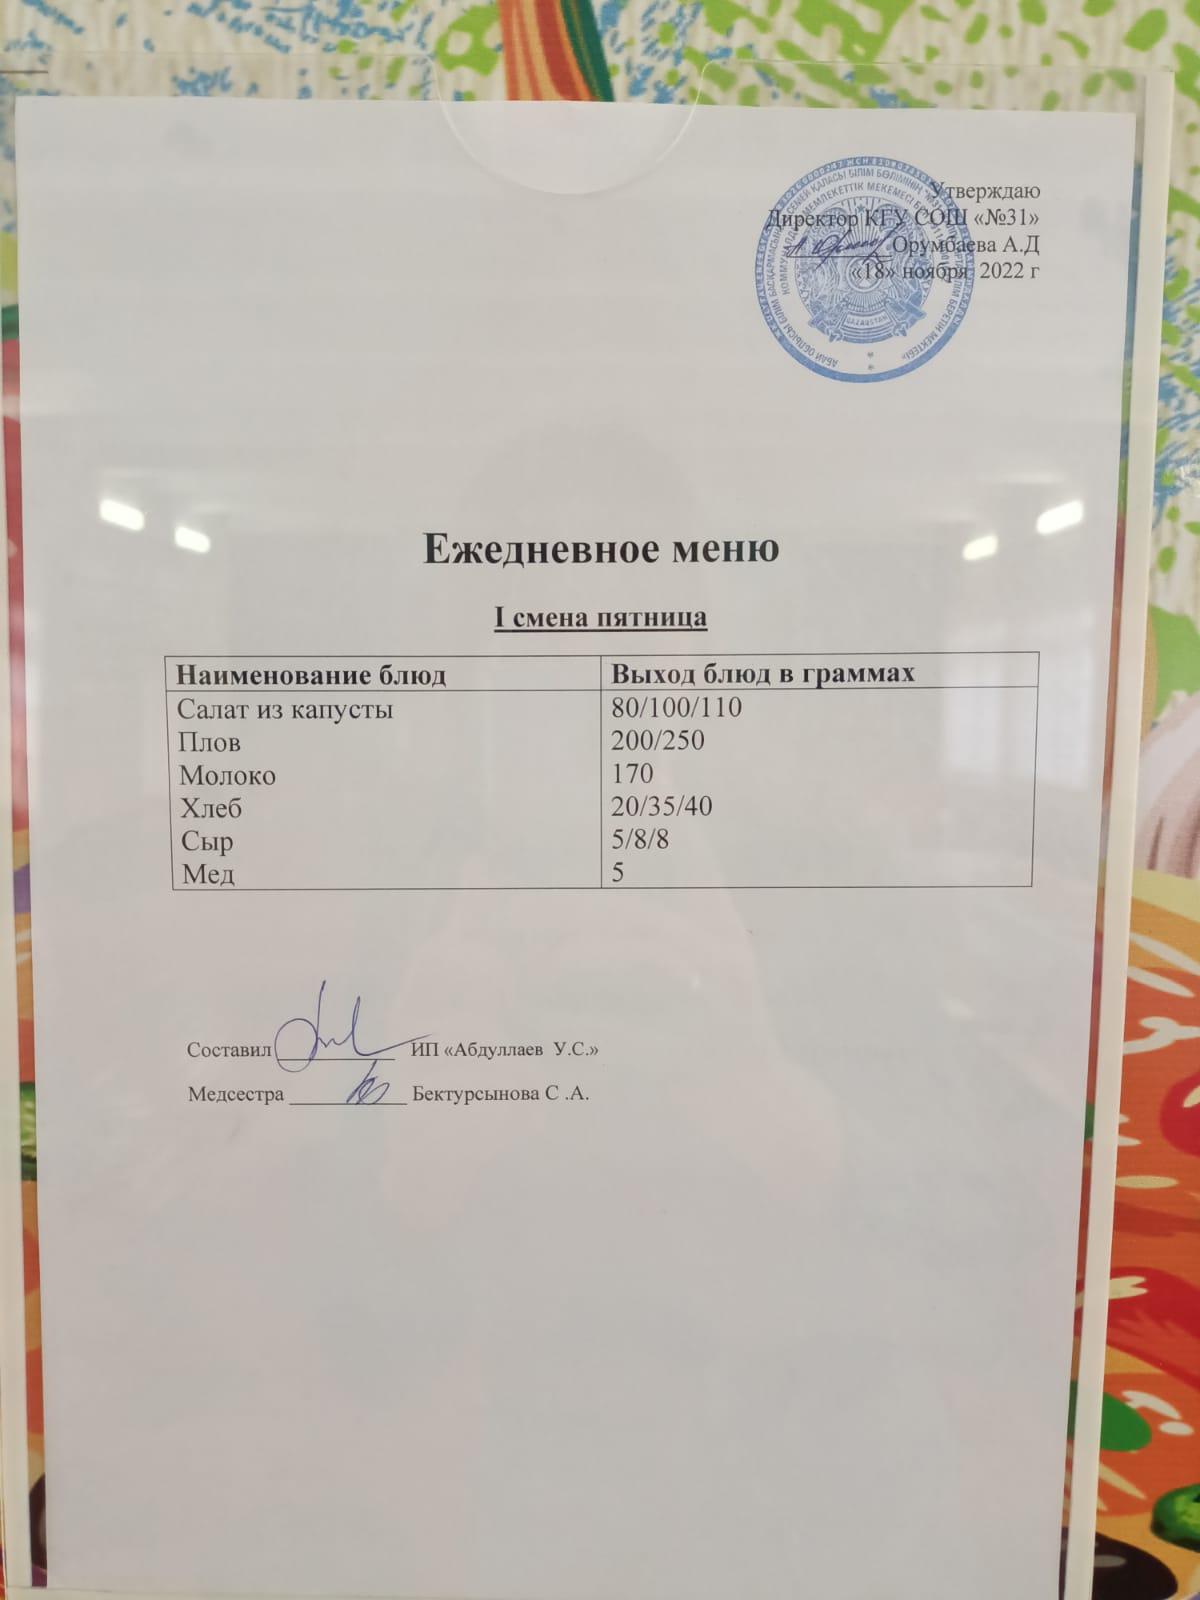 Утверждаю
Директор КГУ СОШ «№31»
Орумбаева А.Д
«18» ноября 2022 г
QAZAQSTAN
Ежедневное меню
I смена пятница
Наименование блюд Выход блюд в граммах
Салат из капусты 80/100/110
Плов 200/250
Молоко 170
Хлеб 20/35/40
Сыр 5/8/8
Мед 5
Составил ИП «Абдуллаев У.С.»
Медсестра Бектурсынова С .А.